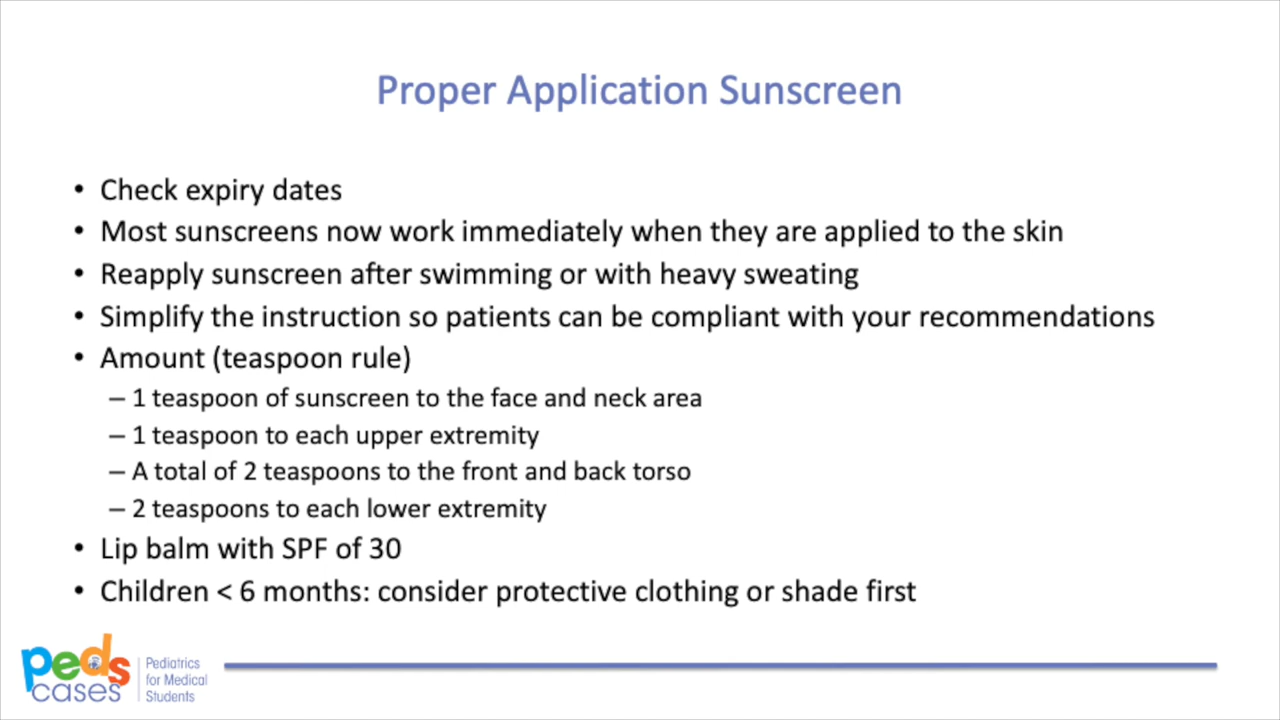 Proper Application Sunscreen
• Check expiry dates
• Most sunscreens now work immediately when they are applied to the skin
• Reapply sunscreen after swimming or with heavy sweating
• Simplify the instruction so patients can be compliant with your recommendations
• Amount (teaspoon rule)
– 1 teaspoon of sunscreen to the face and neck area
– 1 teaspoon to each upper extremity
– A total of 2 teaspoons to the front and back torso
– 2 teaspoons to each lower extremity
• Lip balm with SPF of 30
• Children < 6 months: consider protective clothing or shade first
peds
cases
Pediatrics
for Medical
Students